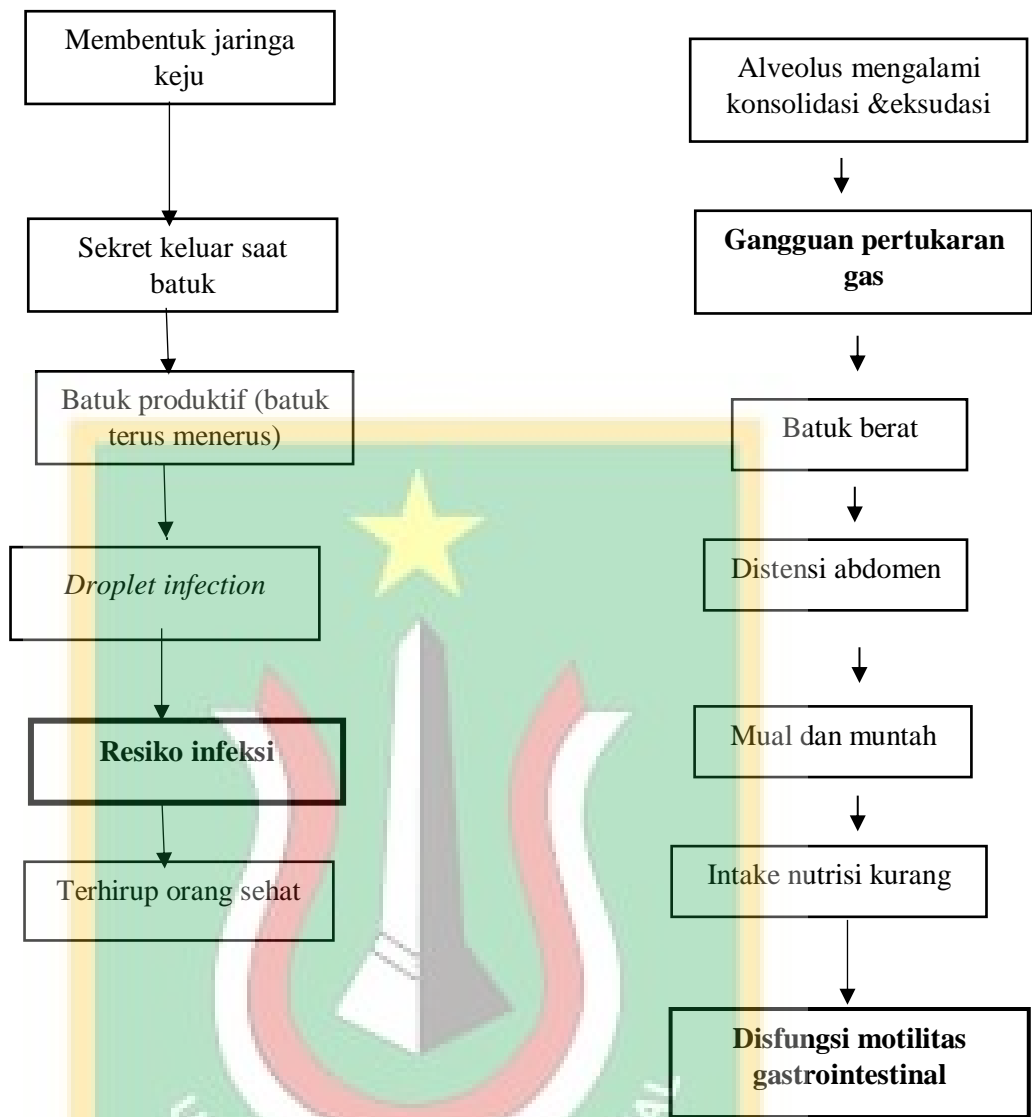 Membentuk jaringa
keju
Sekret keluar saat
batuk
Batuk produktif (batuk
terus menerus)
Droplet infection
Resiko infeksi
Terhirup orang sehat
Alveolus mengalami
konsolidasi &eksudasi
Gangguan pertukaran
gas
Batuk berat
Distensi abdomen
Mual dan muntah
Intake nutrisi kurang
Disfungsi motilitas
gastrointestinal